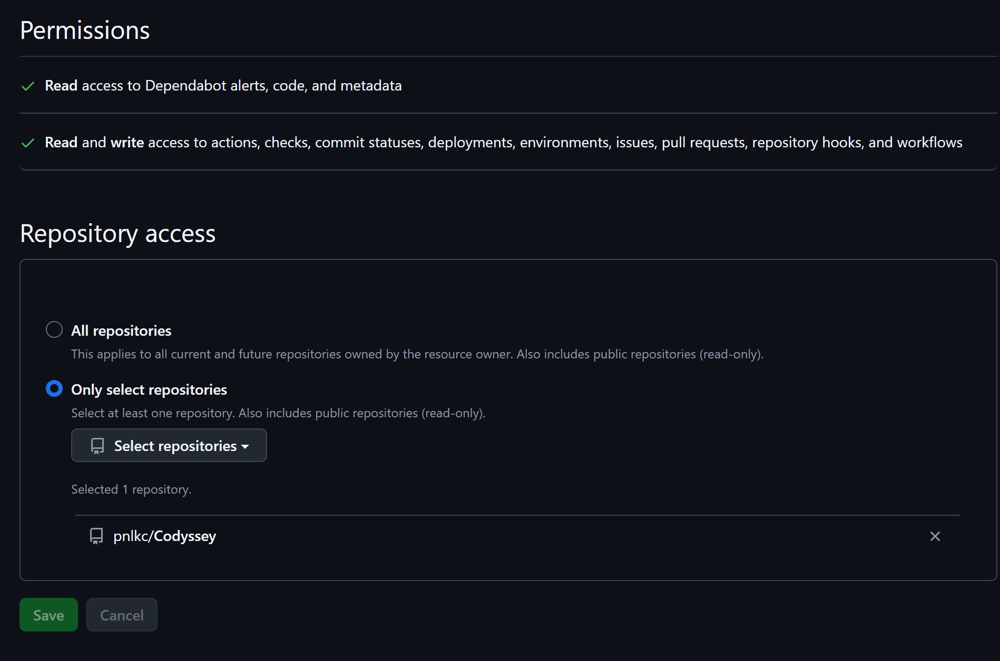 Permissions
Read access to Dependabot alerts, code, and metadata
Read and write access to actions, checks, commit statuses, deployments, environments, issues, pull requests, repository hooks, and workflows
Repository access
All repositories
This applies to all current and future repositories owned by the resource owner. Also includes public repositories (read-only).
Only select repositories
Select at least one repository. Also includes public repositories (read-only).
Select repositories
Selected 1 repository.
pnlkc/Codyssey
Save Cancel